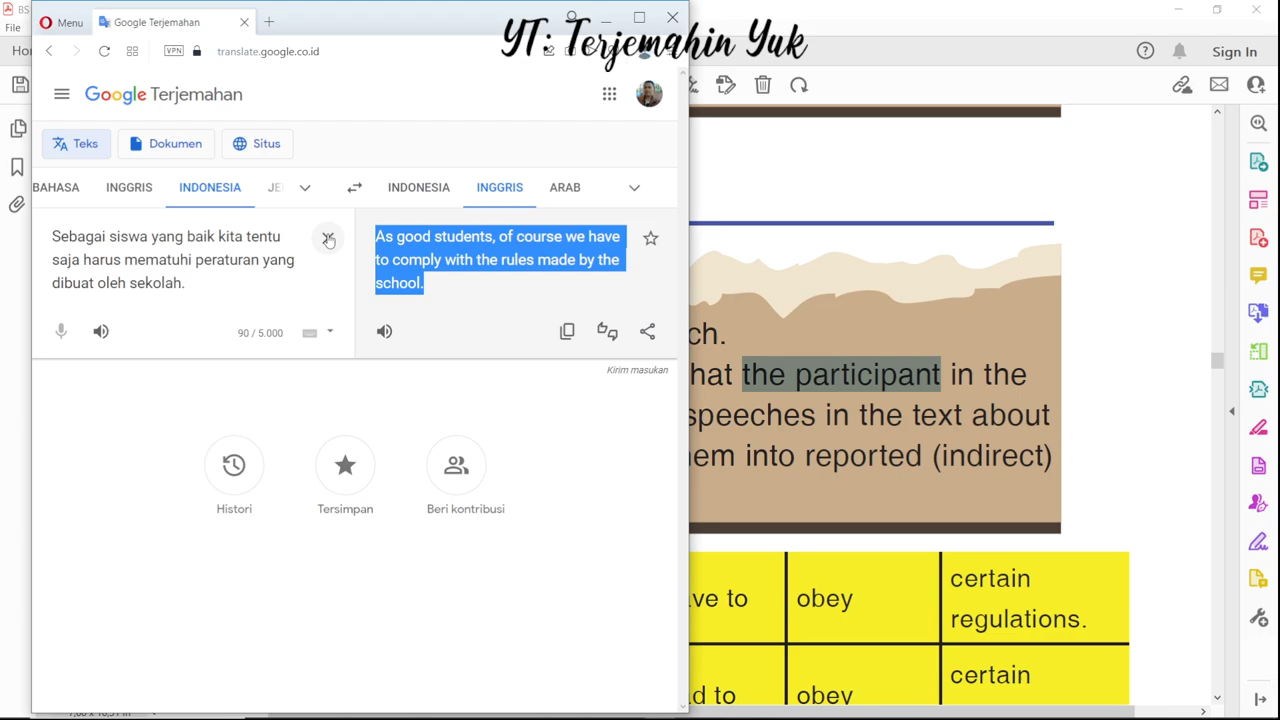 BS
File
Menu
Google Terjemahan
YT: Terjemahin Yuk
VPN
translate.google.co.id
Sign In
Google Terjemahan
Teks
Dokumen
Situs
BAHASA
INGGRIS
INDONESIA
INDONESIA
INGGRIS
ARAB
Sebagai siswa yang baik kita tentu
saja harus mematuhi peraturan yang
dibuat oleh sekolah.
90 / 5.000
As good students, of course we have
to comply with the rules made by the
school.
Kirim masukan
Histori
Tersimpan
Beri kontribusi
ch.
hat the participant in the
speeches in the text about
em into reported (indirect)
ve to
obey
certain
regulations.
d to
obey
certain